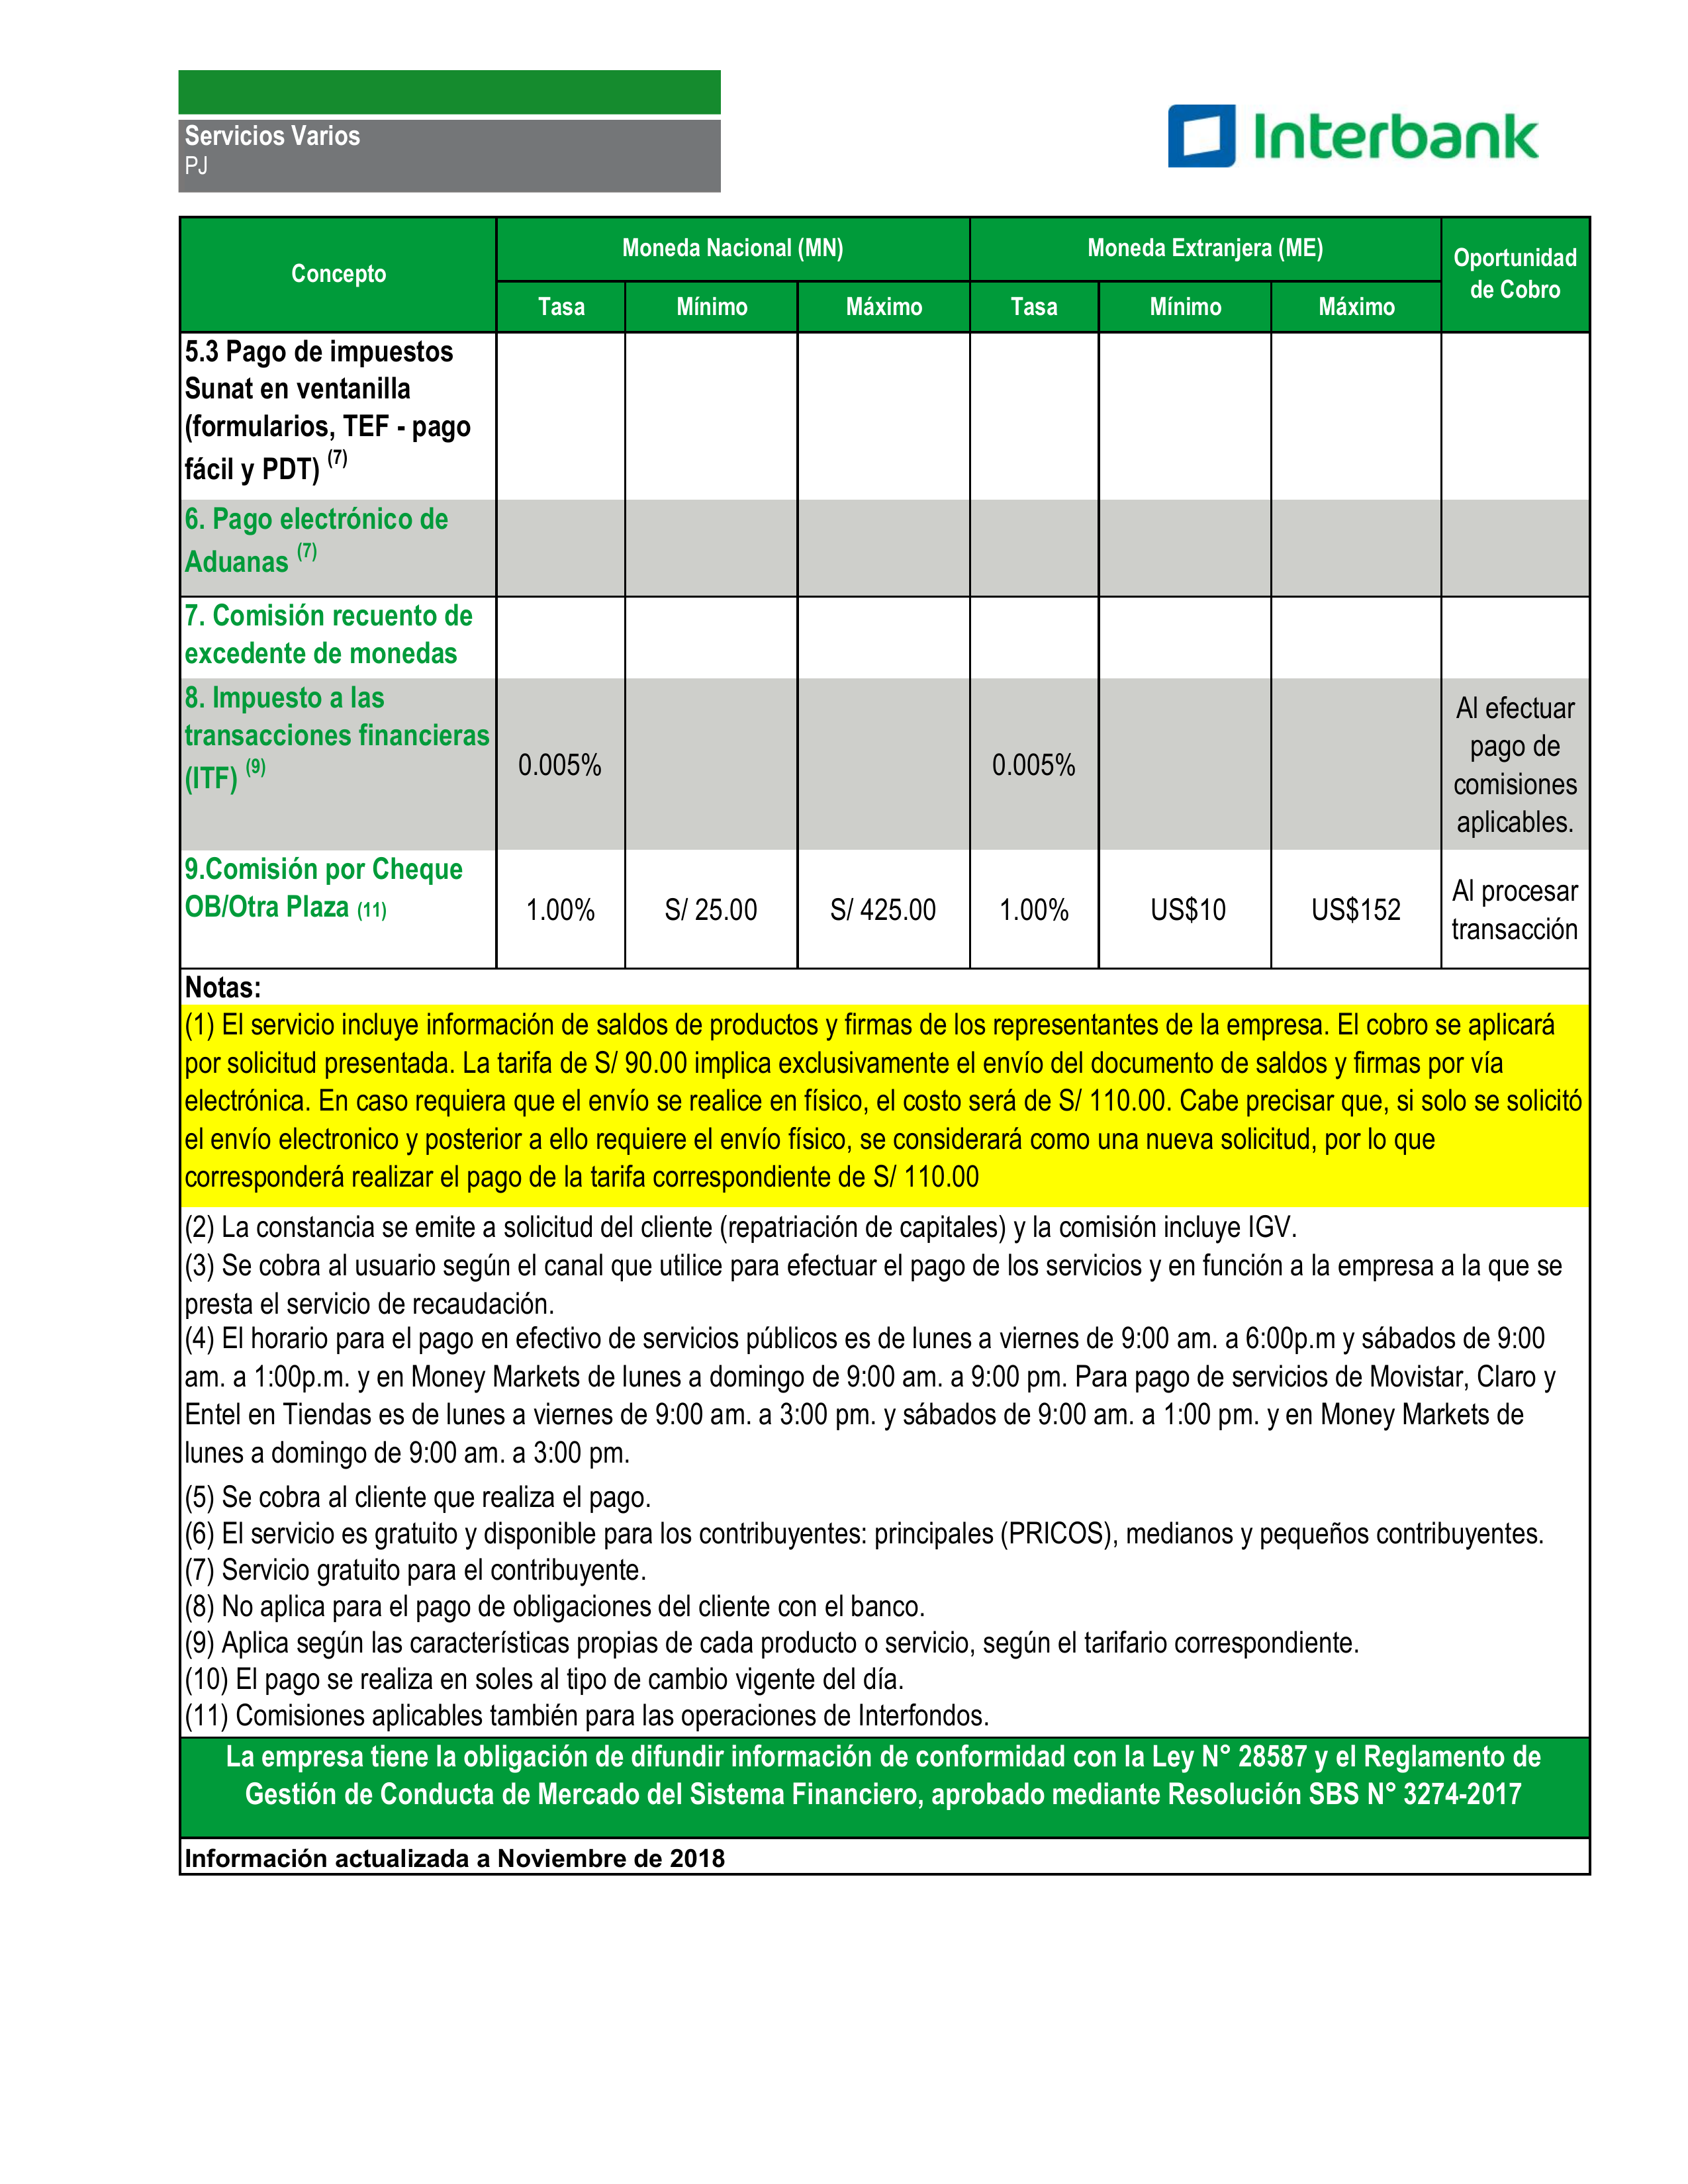 Servicios Varios
PJ
Interbank
Concepto
Moneda Nacional (MN)
Moneda Extranjera (ME)
Oportunidad
de Cobro
Tasa
Mínimo
Máximo
Tasa
Mínimo
Máximo
5.3 Pago de impuestos
Sunat en ventanilla
(formularios, TEF - pago
fácil y PDT) (7)
6. Pago electrónico de
Aduanas (7)
7. Comisión recuento de
excedente de monedas
8. Impuesto a las
transacciones financieras
(ITF) (9)
0.005%
0.005%
Al efectuar
pago de
comisiones
aplicables.
9.Comisión por Cheque
OB/Otra Plaza (11)
1.00%
S/ 25.00
S/ 425.00
1.00%
US$10
US$152
Al procesar
transacción
Notas:
(1) El servicio incluye información de saldos de productos y firmas de los representantes de la empresa. El cobro se aplicará
por solicitud presentada. La tarifa de S/ 90.00 implica exclusivamente el envío del documento de saldos y firmas por vía
electrónica. En caso requiera que el envío se realice en físico, el costo será de S/ 110.00. Cabe precisar que, si solo se solicitó
el envío electronico y posterior a ello requiere el envío físico, se considerará como una nueva solicitud, por lo que
corresponderá realizar el pago de la tarifa correspondiente de S/ 110.00
(2) La constancia se emite a solicitud del cliente (repatriación de capitales) y la comisión incluye IGV.
(3) Se cobra al usuario según el canal que utilice para efectuar el pago de los servicios y en función a la empresa a la que se
presta el servicio de recaudación.
(4) El horario para el pago en efectivo de servicios públicos es de lunes a viernes de 9:00 am. a 6:00p.m y sábados de 9:00
am. a 1:00p.m. y en Money Markets de lunes a domingo de 9:00 am. a 9:00 pm. Para pago de servicios de Movistar, Claro y
Entel en Tiendas es de lunes a viernes de 9:00 am. a 3:00 pm. y sábados de 9:00 am. a 1:00 pm. y en Money Markets de
lunes a domingo de 9:00 am. a 3:00 pm.
(5) Se cobra al cliente que realiza el pago.
(6) El servicio es gratuito y disponible para los contribuyentes: principales (PRICOS), medianos y pequeños contribuyentes.
(7) Servicio gratuito para el contribuyente.
(8) No aplica para el pago de obligaciones del cliente con el banco.
(9) Aplica según las características propias de cada producto o servicio, según el tarifario correspondiente.
(10) El pago se realiza en soles al tipo de cambio vigente del día.
(11) Comisiones aplicables también para las operaciones de Interfondos.
La empresa tiene la obligación de difundir información de conformidad con la Ley N° 28587 y el Reglamento de
Gestión de Conducta de Mercado del Sistema Financiero, aprobado mediante Resolución SBS N° 3274-2017
Información actualizada a Noviembre de 2018